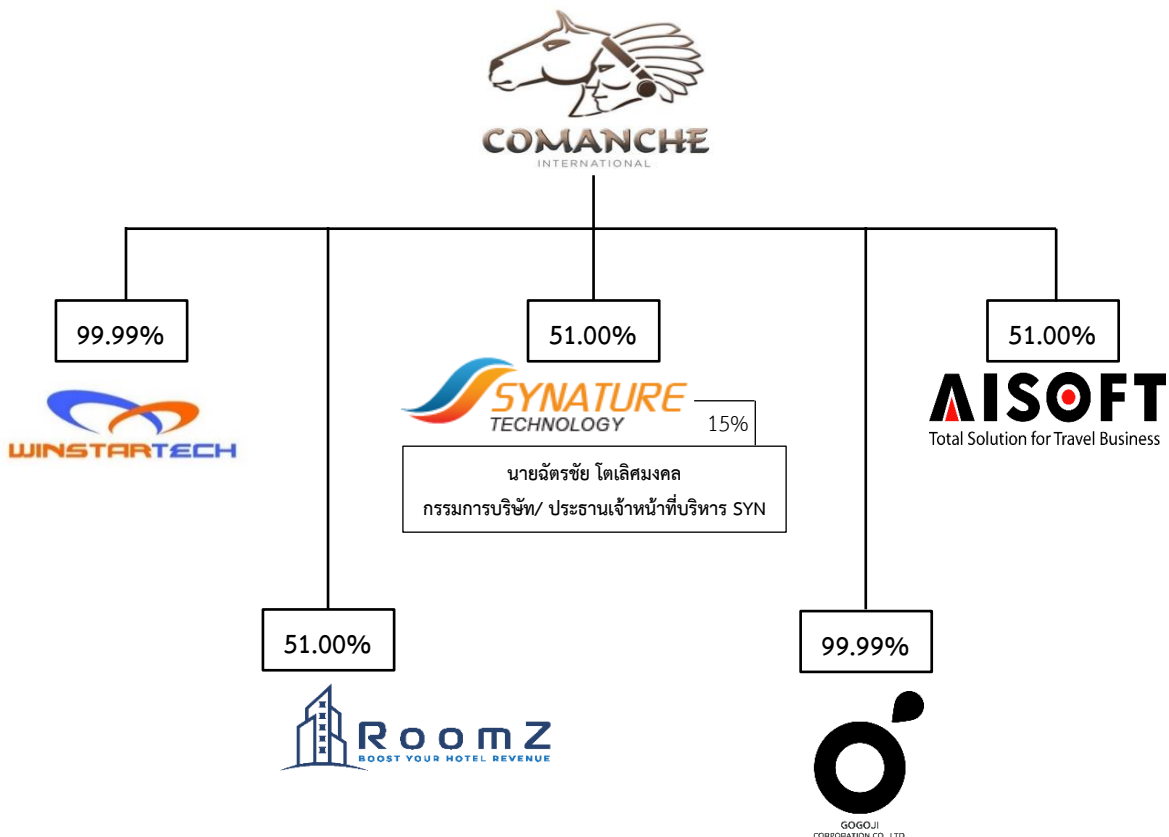 COMANCHE
INTERNATIONAL
99.99%
51.00%
51.00%
WINSTARTECH
SYNATURE
TECHNOLOGY
15%
AISOFT
Total Solution for Travel Business
นายฉัตรชัย โตเลิศมงคล
กรรมการบริษัท/ ประธานเจ้าหน้าที่บริหาร SYN
51.00%
99.99%
RoomZ
BOOST YOUR HOTEL REVENUE
GOGOJI
CORPORATION CO., LTD